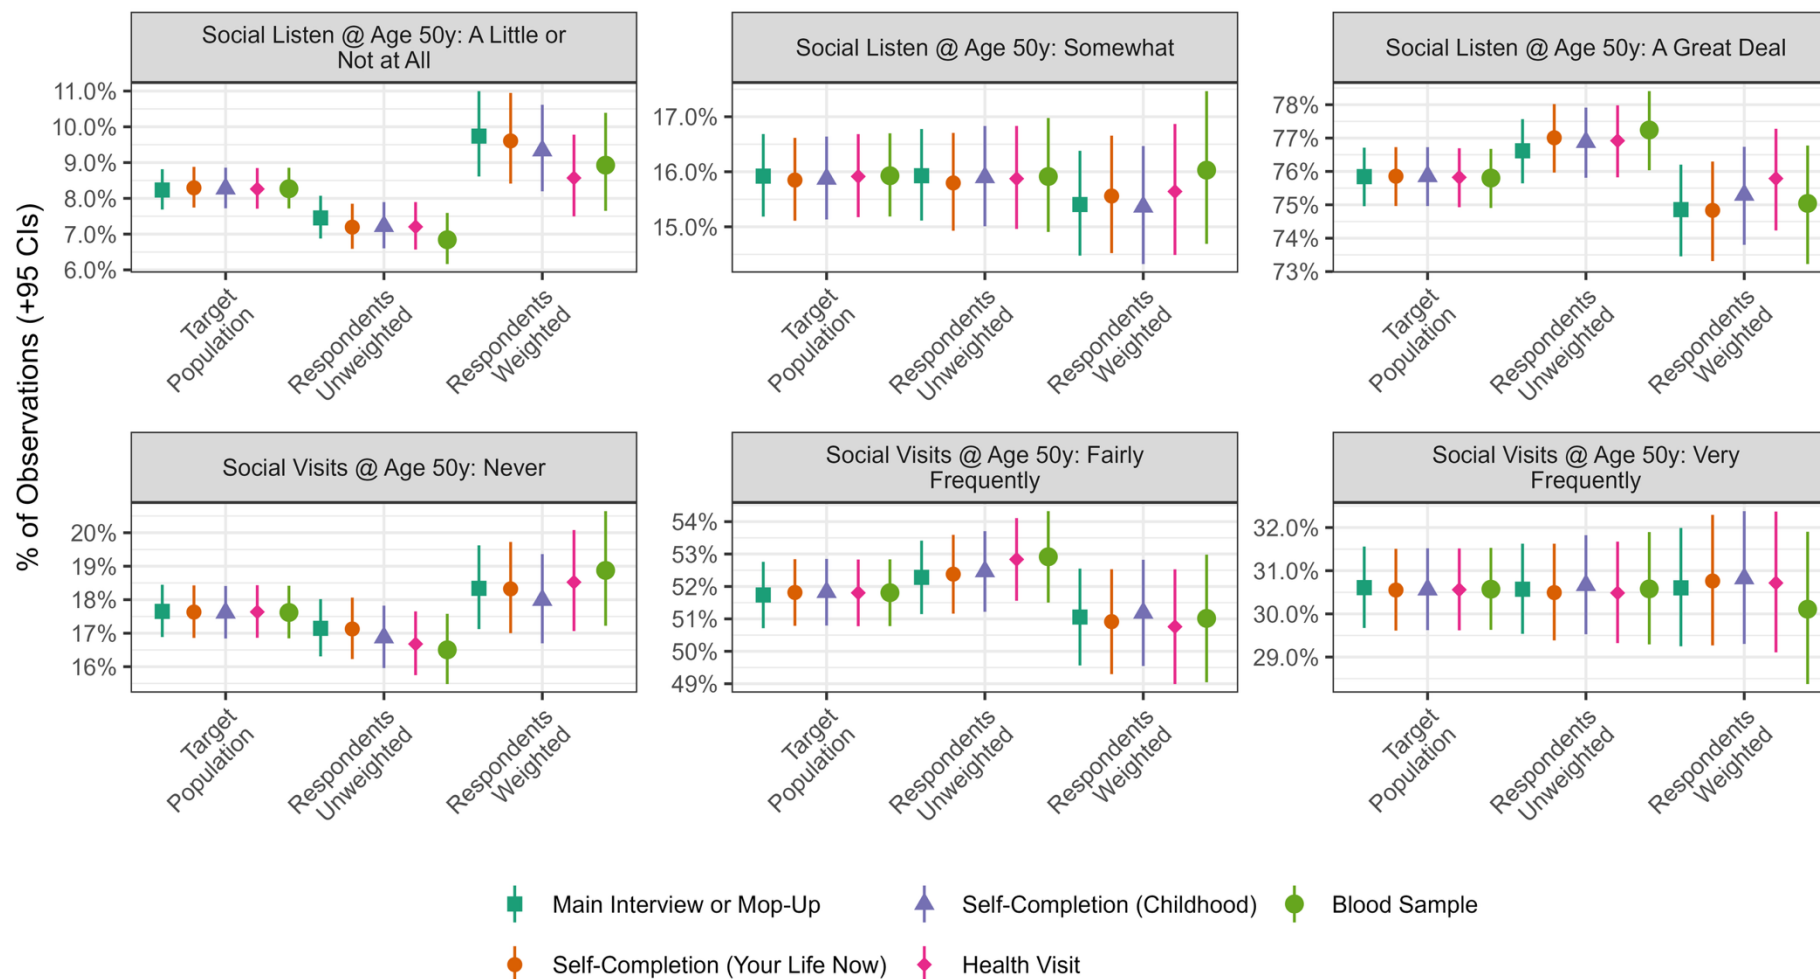 Social Listen @ Age 50y: A Little or
Not at All
Social Listen @ Age 50y: Somewhat
Social Listen @ Age 50y: A Great Deal
% of Observations (+95 CIs)
11.0%
10.0%
9.0%
8.0%
7.0%
6.0%
17.0%
16.0%
15.0%
78%
77%
76%
75%
74%
73%
Target
Population
Respondents
Unweighted
Respondents
Weighted
Target
Population
Respondents
Unweighted
Respondents
Weighted
Target
Population
Respondents
Unweighted
Respondents
Weighted
Social Visits @ Age 50y: Never
Social Visits @ Age 50y: Fairly
Frequently
Social Visits @ Age 50y: Very
Frequently
20%
19%
18%
17%
16%
54%
53%
52%
51%
50%
49%
32.0%
31.0%
30.0%
29.0%
Target
Population
Respondents
Unweighted
Respondents
Weighted
Target
Population
Respondents
Unweighted
Respondents
Weighted
Target
Population
Respondents
Unweighted
Respondents
Weighted
Main Interview or Mop-Up
Self-Completion (Childhood)
Blood Sample
Self-Completion (Your Life Now)
Health Visit